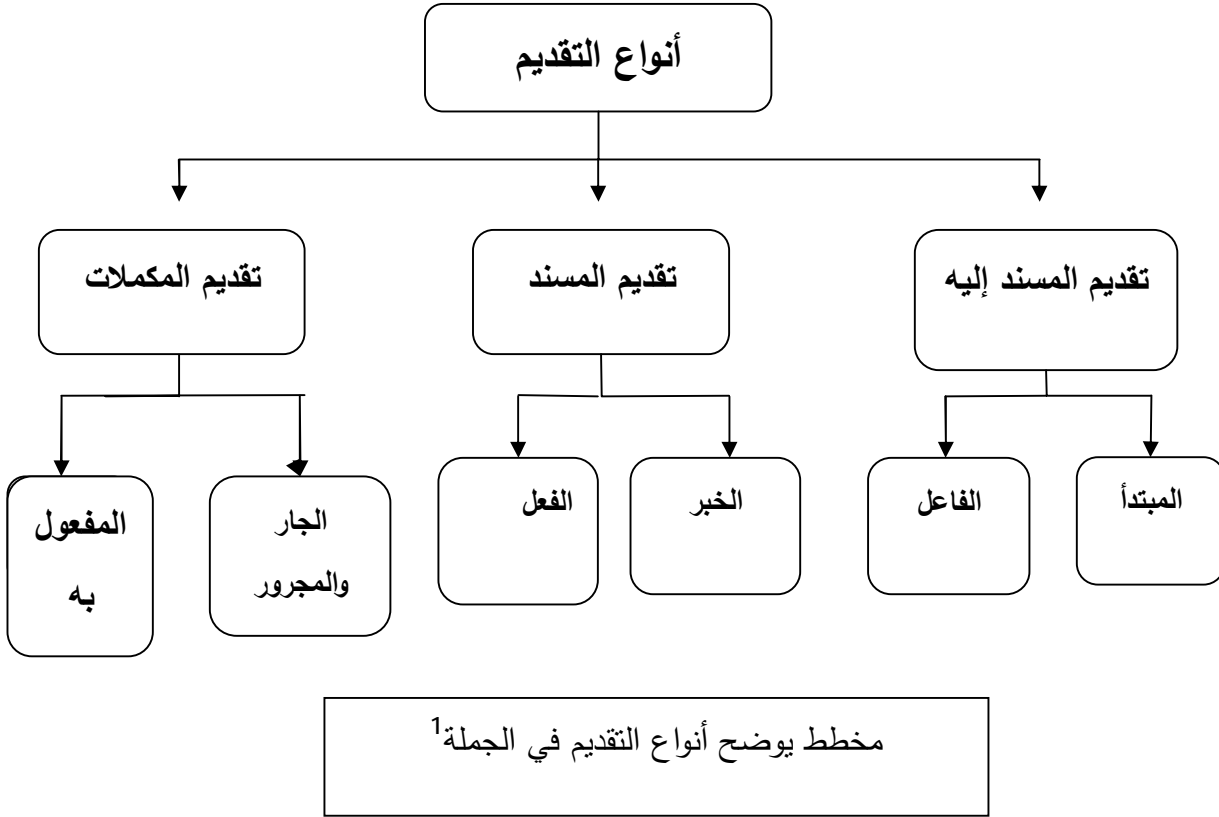 أنواع التقديم
تقديم المسند إليه
تقديم المسند
تقديم المكملات
المبتدأ
الفاعل
الخبر
الفعل
الجار
والمجرور
المفعول
به
مخطط يوضح أنواع التقديم في الجملة1